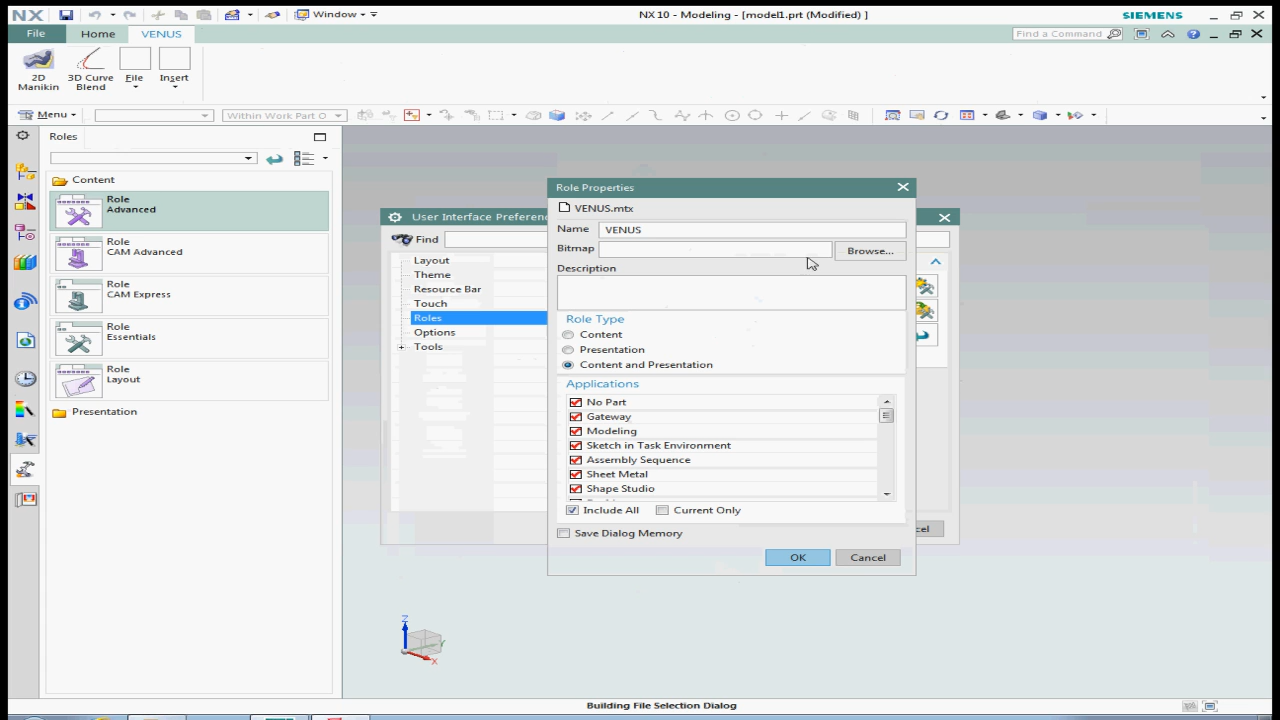 NX Window NX 10 - Modeling - [model1.prt (Modified) ] SIEMENS
File Home VENUS Find a Command
2D Manikin
3D Curve Blend
File
Insert
Menu Within Work Part O
Roles
Content
Role
Advanced
Role
CAM Advanced
Role
CAM Express
Role
Essentials
Role
Layout
Presentation
User Interface Preferen
Find
Layout
Theme
Resource Bar
Touch
Roles
Options
Tools
cel
Role Properties
VENUS.mtx
Name VENUS
Bitmap Browse...
Description
Role Type
Content
Presentation
Content and Presentation
Applications
No Part
Gateway
Modeling
Sketch in Task Environment
Assembly Sequence
Sheet Metal
Shape Studio
Include All Current Only
Save Dialog Memory
OK Cancel
Z
Y
X
Building File Selection Dialog